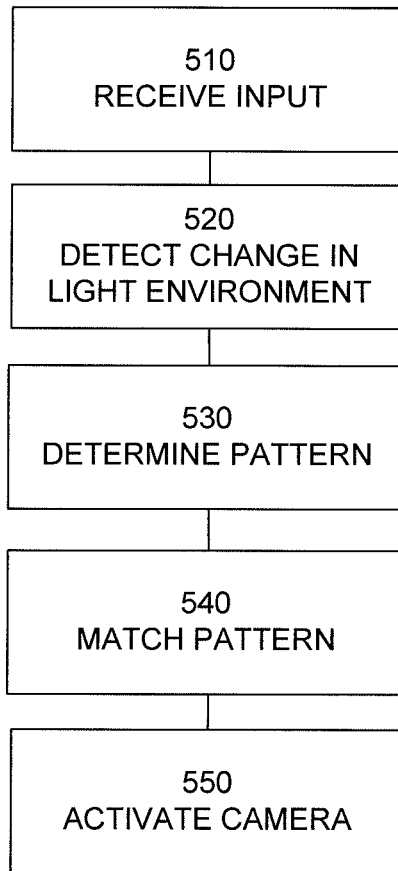 510
RECEIVE INPUT
520
DETECT CHANGE IN
LIGHT ENVIRONMENT
530
DETERMINE PATTERN
540
MATCH PATTERN
550
ACTIVATE CAMERA